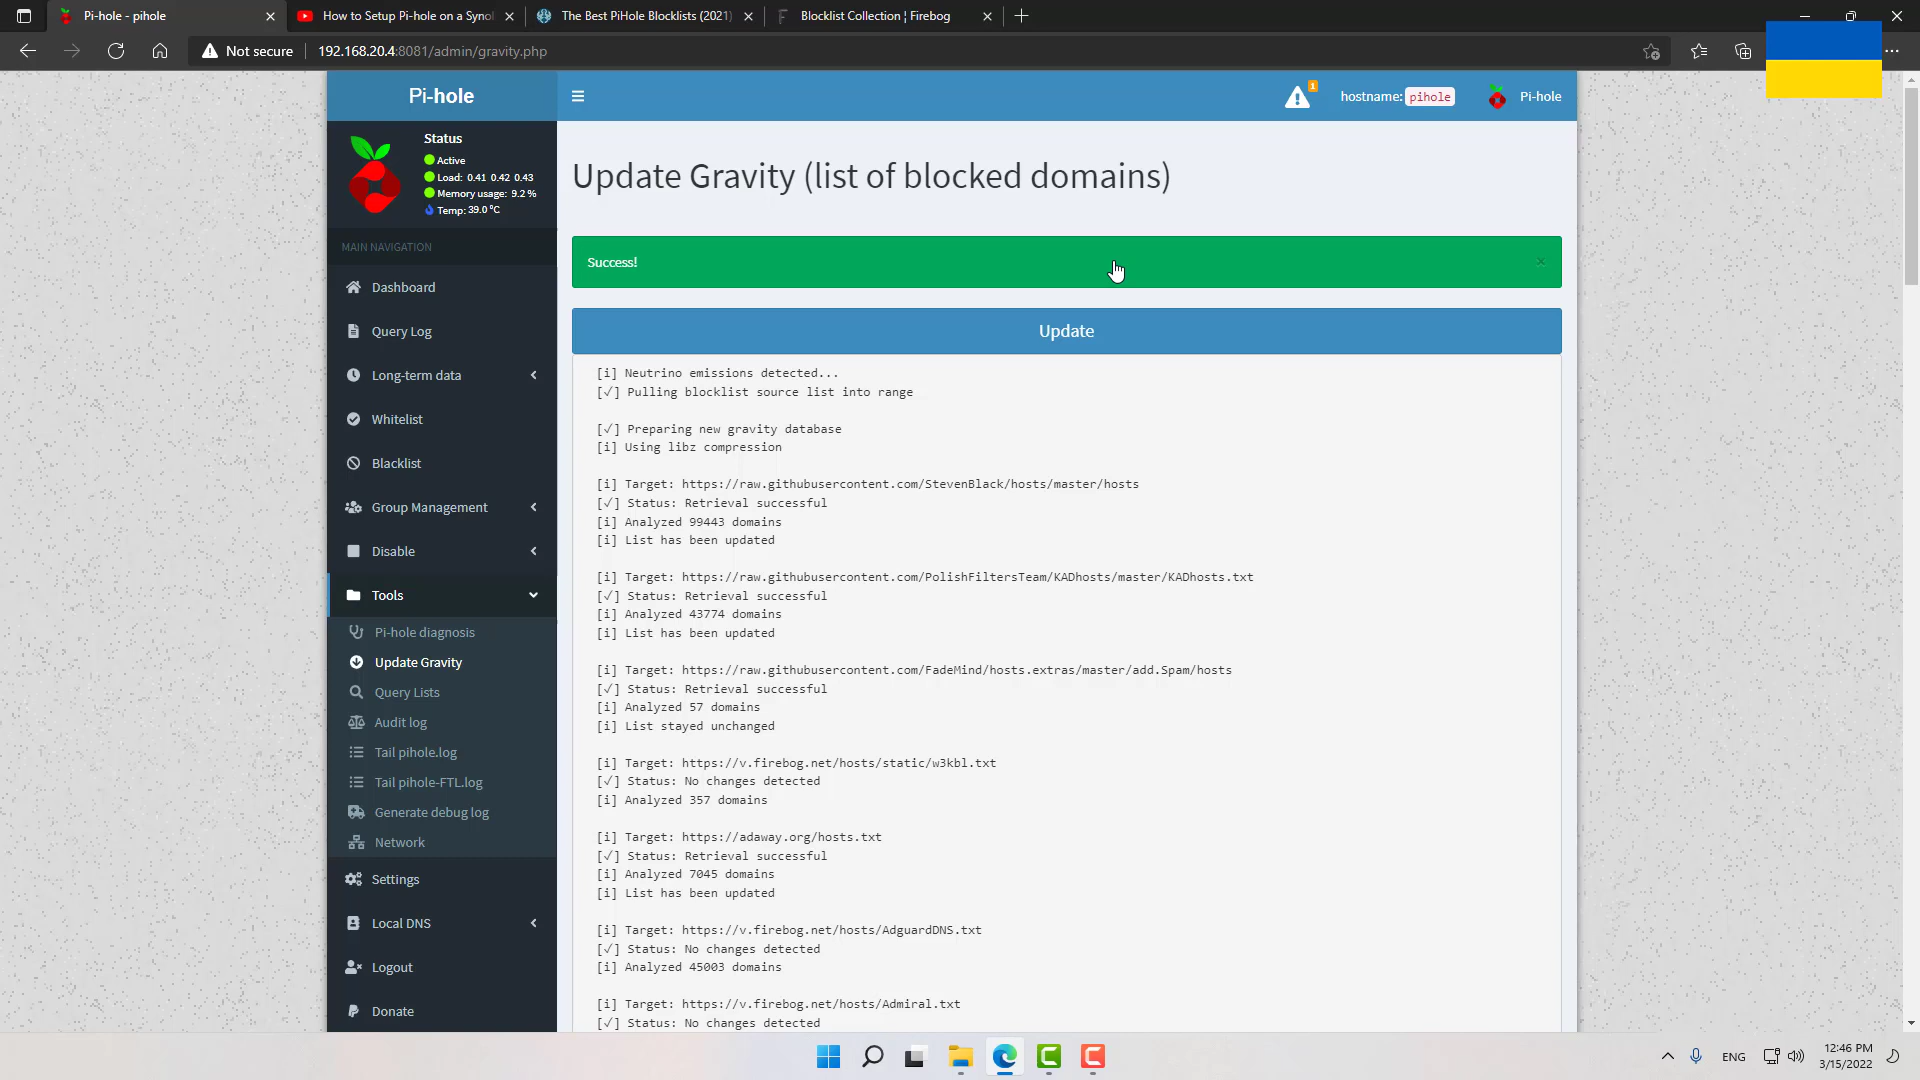 Pi-hole - pihole
How to Setup Pi-hole on a Synol
The Best PiHole Blocklists (2021)
Blocklist Collection | Firebog
Not secure
192.168.20.4:8081/admin/gravity.php
Pi-hole
1
hostname: pihole
Pi-hole
Status
Active
Load: 0.41 0.42 0.43
Memory usage: 9.2 %
Temp: 39.0 °C
MAIN NAVIGATION
Dashboard
Query Log
Long-term data
Whitelist
Blacklist
Group Management
Disable
Tools
Pi-hole diagnosis
Update Gravity
Query Lists
Audit log
Tail pihole.log
Tail pihole-FTL.log
Generate debug log
Network
Settings
Local DNS
Logout
Donate
Update Gravity (list of blocked domains)
Success!
×
Update
[i] Neutrino emissions detected...
[✓] Pulling blocklist source list into range
[✓] Preparing new gravity database
[i] Using libz compression
[i] Target: https://raw.githubusercontent.com/StevenBlack/hosts/master/hosts
[✓] Status: Retrieval successful
[i] Analyzed 99443 domains
[i] List has been updated
[i] Target: https://raw.githubusercontent.com/PolishFiltersTeam/KADhosts/master/KADhosts.txt
[✓] Status: Retrieval successful
[i] Analyzed 43774 domains
[i] List has been updated
[i] Target: https://raw.githubusercontent.com/FadeMind/hosts.extras/master/add.Spam/hosts
[✓] Status: Retrieval successful
[i] Analyzed 57 domains
[i] List stayed unchanged
[i] Target: https://v.firebog.net/hosts/static/w3kbl.txt
[✓] Status: No changes detected
[i] Analyzed 357 domains
[i] Target: https://adaway.org/hosts.txt
[✓] Status: Retrieval successful
[i] Analyzed 7045 domains
[i] List has been updated
[i] Target: https://v.firebog.net/hosts/AdguardDNS.txt
[✓] Status: No changes detected
[i] Analyzed 45003 domains
[i] Target: https://v.firebog.net/hosts/Admiral.txt
[✓] Status: No changes detected
ENG
12:46 PM
3/15/2022